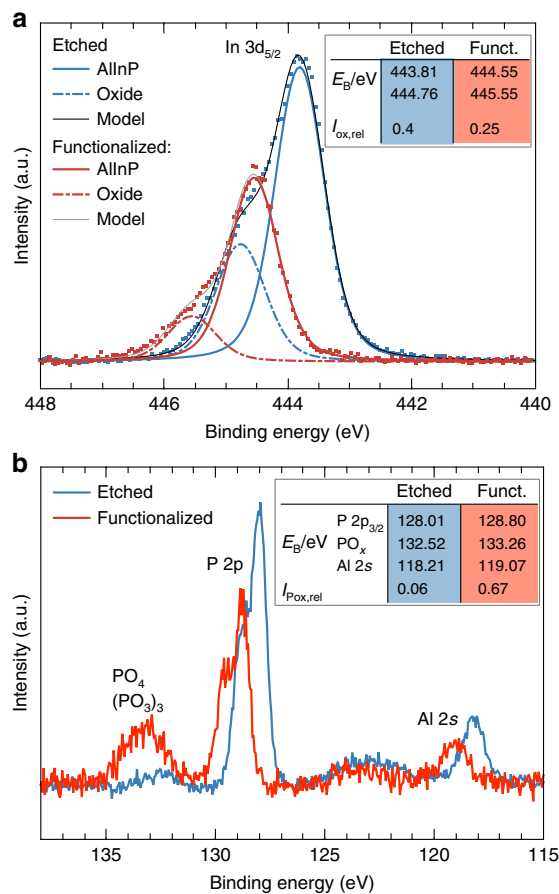 a
Etched
AlInP
Oxide
Model
Functionalized:
AlInP
Oxide
Model
In 3d5/2
Etched Funct.
EB/eV 443.81 444.55
444.76 445.55
Iox,rel 0.4 0.25
Intensity (a.u.)
448 446 444 442 440
Binding energy (eV)
b
Etched
Functionalized
P 2p
PO4
(PO3)3
Al 2s
Etched Funct.
P 2p3/2 128.01 128.80
EB/eV POx 132.52 133.26
Al 2s 118.21 119.07
IPox,rel 0.06 0.67
Intensity (a.u.)
135 130 125 120 115
Binding energy (eV)